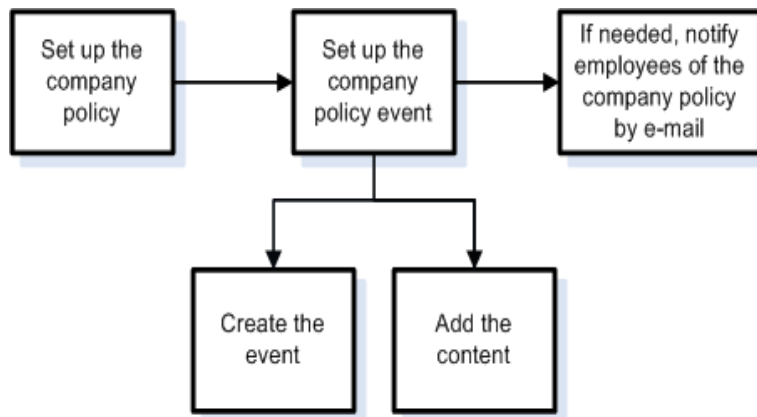 Set up the
company
policy
Set up the
company
policy event
If needed, notify
employees of the
company policy
by e-mail
Create the
event
Add the
content